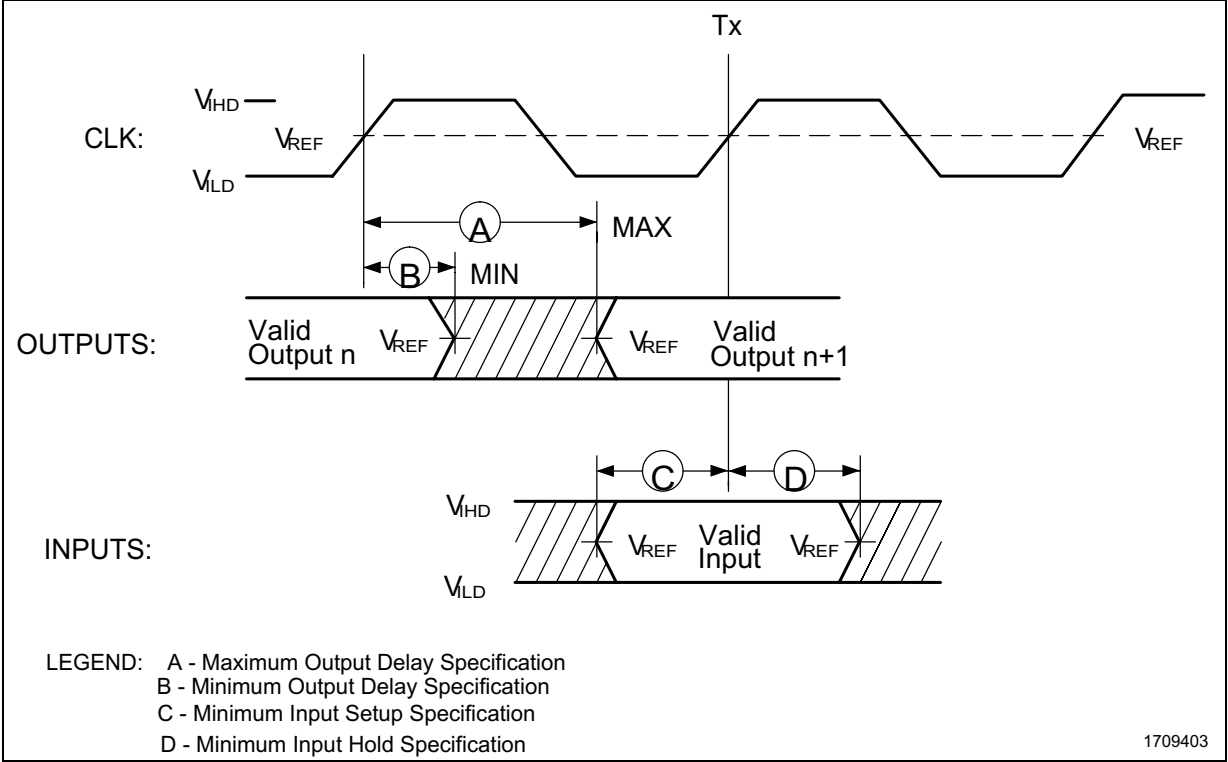 Tx
VIHD
CLK: VREF VREF
VILD
A MAX
B MIN
OUTPUTS: Valid Output n VREF VREF Valid Output n+1
C D
VIHD
INPUTS: VREF Valid Input VREF
VILD
LEGEND: A - Maximum Output Delay Specification
B - Minimum Output Delay Specification
C - Minimum Input Setup Specification
D - Minimum Input Hold Specification
1709403